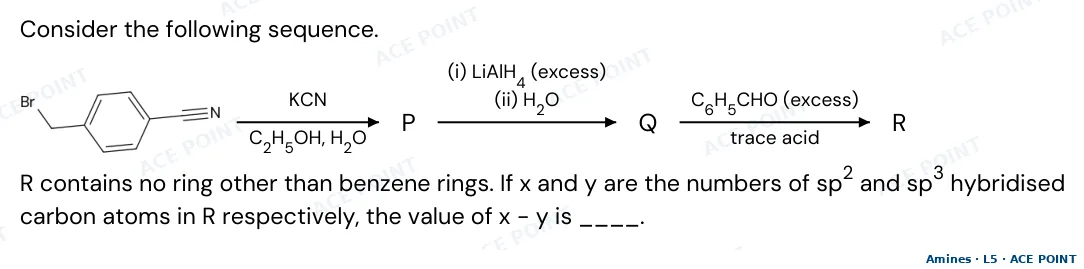 Consider the following sequence.
Br
N
KCN
C₂H₅OH, H₂O
P
(i) LiAlH₄ (excess)
(ii) H₂O
Q
C₆H₅CHO (excess)
trace acid
R
R contains no ring other than benzene rings. If x and y are the numbers of sp² and sp³ hybridised
carbon atoms in R respectively, the value of x − y is ____.
Amines · L5 · ACE POINT
ACE POINT